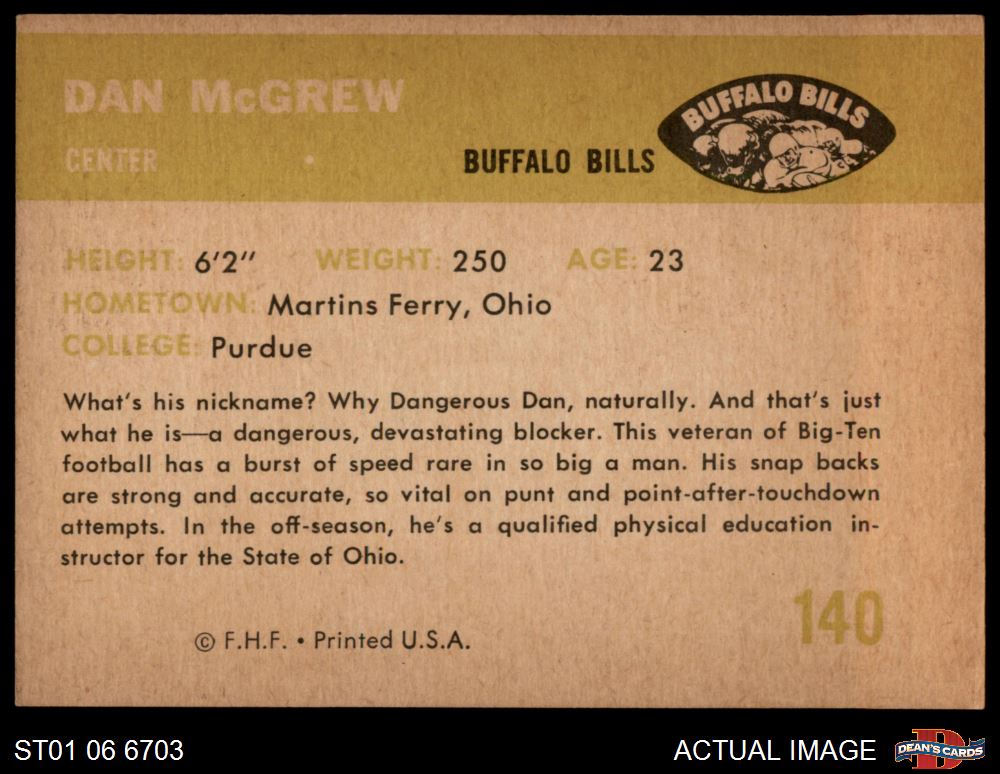 DAN McGREW
CENTER
BUFFALO BILLS
BUFFALO BILLS
HEIGHT: 6'2" WEIGHT: 250 AGE: 23
HOMETOWN: Martins Ferry, Ohio
COLLEGE: Purdue
What's his nickname? Why Dangerous Dan, naturally. And that's just
what he is—a dangerous, devastating blocker. This veteran of Big-Ten
football has a burst of speed rare in so big a man. His snap backs
are strong and accurate, so vital on punt and point-after-touchdown
attempts. In the off-season, he's a qualified physical education in-
structor for the State of Ohio.
140
© F.H.F. • Printed U.S.A.
ST01 06 6703
ACTUAL IMAGE
D
DEAN'S CARDS